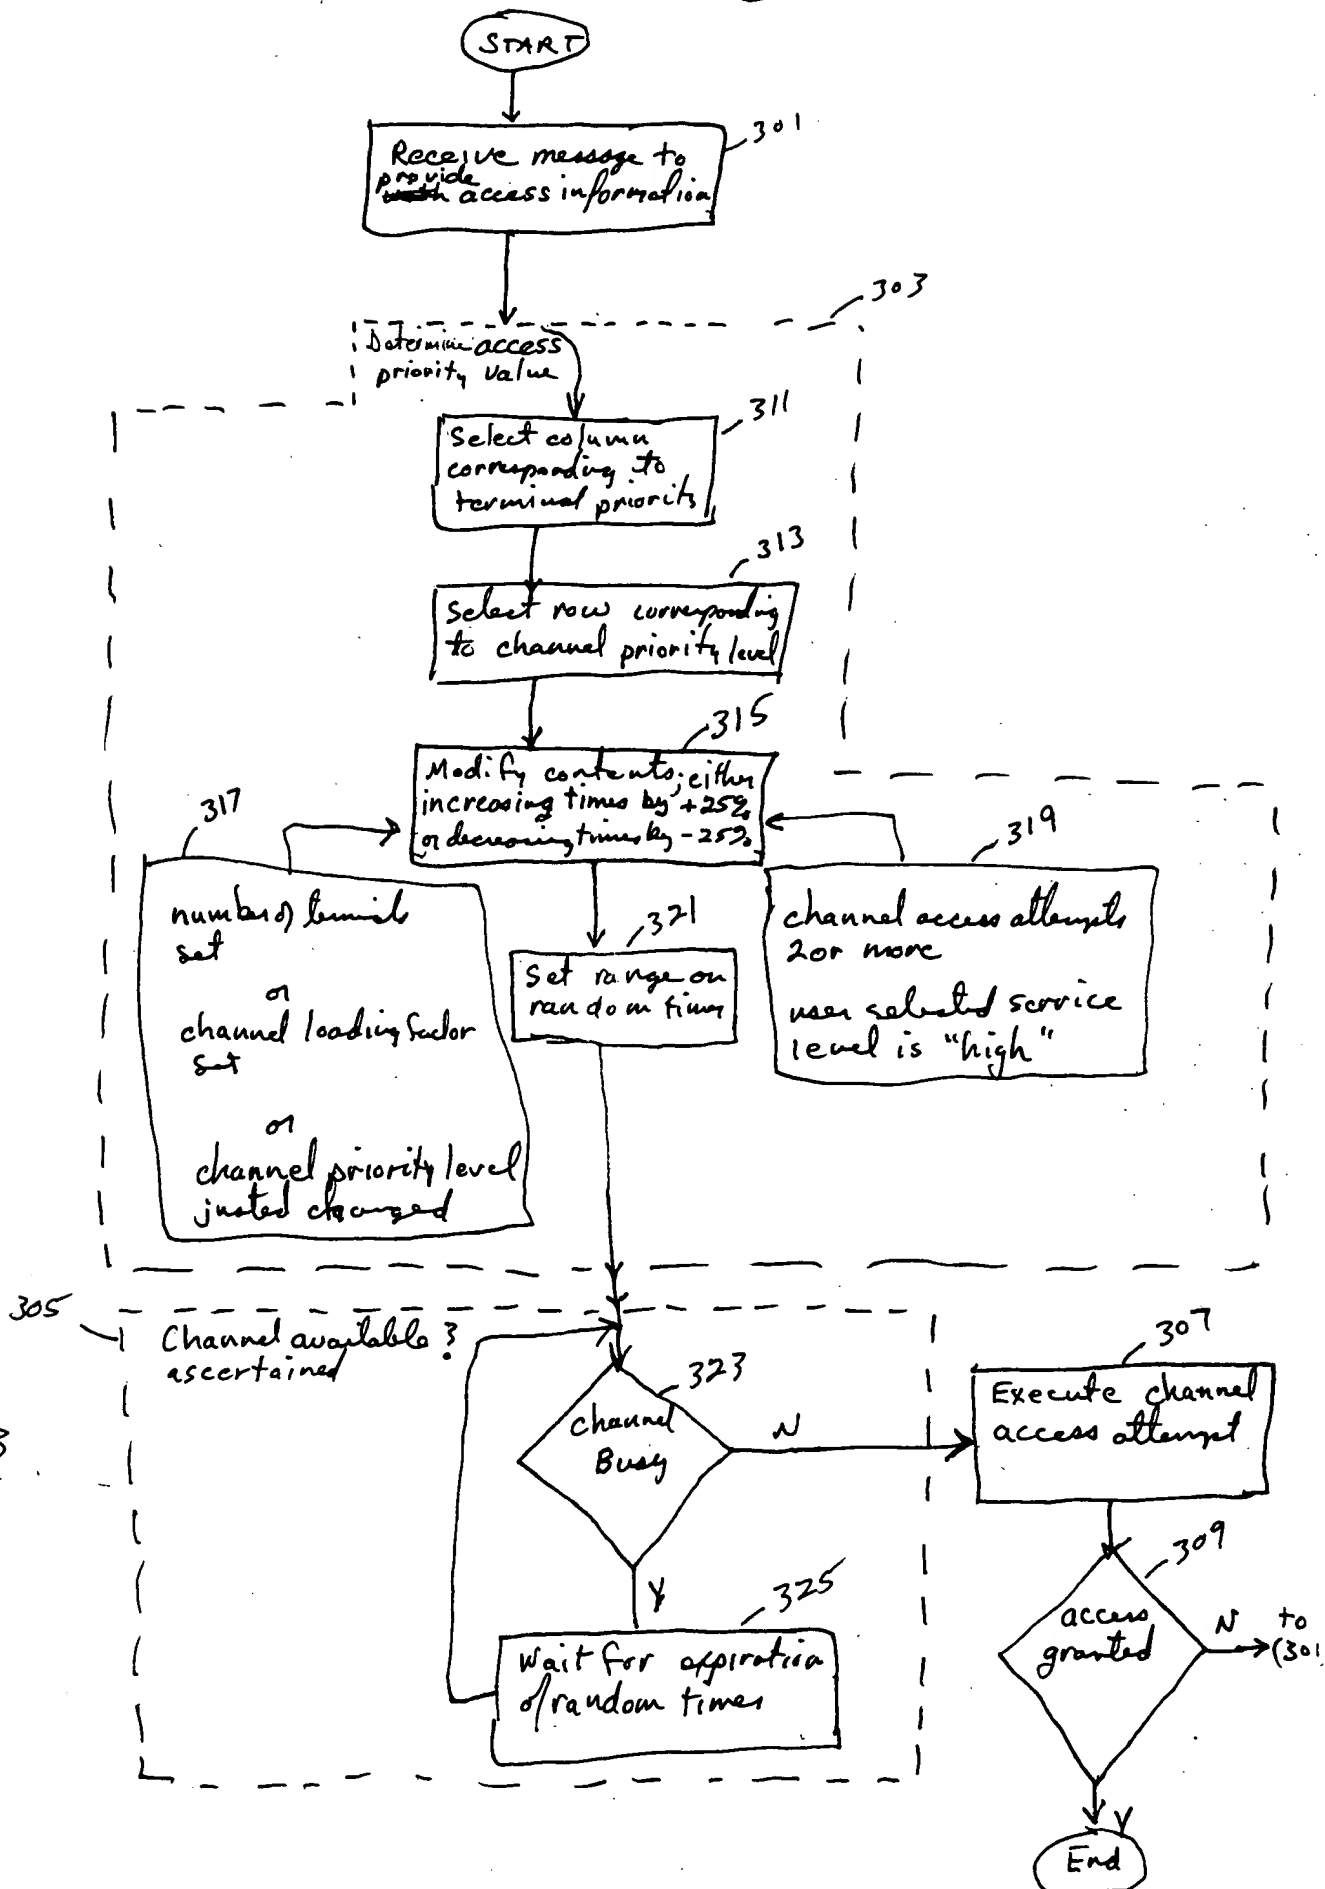 START
301
Receive message to
provide
access information
303
Determine access
priority value
311
Select column
corresponding to
terminal priority
313
Select row corresponding
to channel priority level
315
Modify contents; either
increasing times by +25%
or decreasing times by -25%
317
number of terminals
set
or
channel loading factor
set
or
channel priority level
justed changed
319
channel access attempts
2 or more
user selected service
level is "high"
321
Set range on
random timer
305
Channel available?
ascertained
323
Channel
Busy
N
Y
307
Execute channel
access attempt
325
Wait for expiration
of random timer
309
access
granted
N
to
(301
Y
End
3